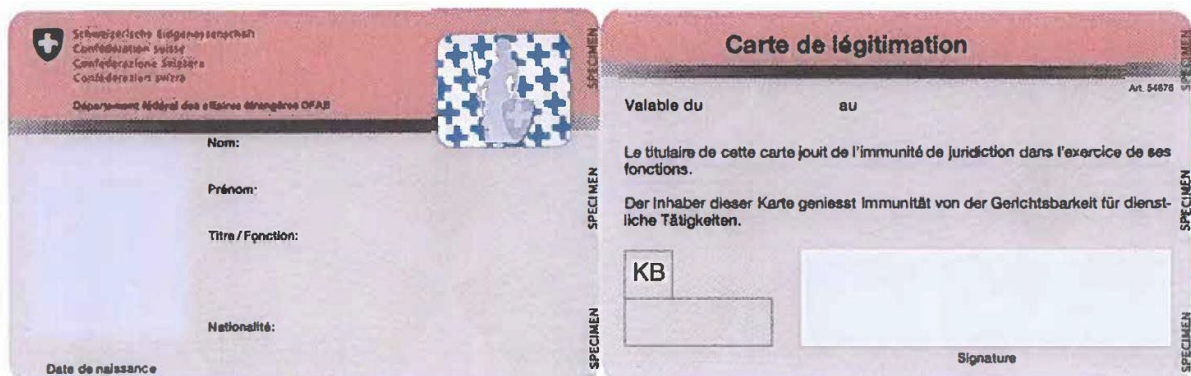 Schweizerische Eidgenossenschaft
Confédération suisse
Confederazione Svizzera
Confederaziun svizra
Département fédéral des affaires étrangères DFAE
Nom:
Prénom:
Titre / Fonction:
Nationalité:
Date de naissance
SPECIMEN
SPECIMEN
SPECIMEN
Carte de légitimation
Art. 54676
Valable du au
Le titulaire de cette carte jouit de l'immunité de juridiction dans l'exercice de ses
fonctions.
Der Inhaber dieser Karte geniesst Immunität von der Gerichtsbarkeit für dienst-
liche Tätigkeiten.
KB
Signature
SPECIMEN
SPECIMEN
SPECIMEN